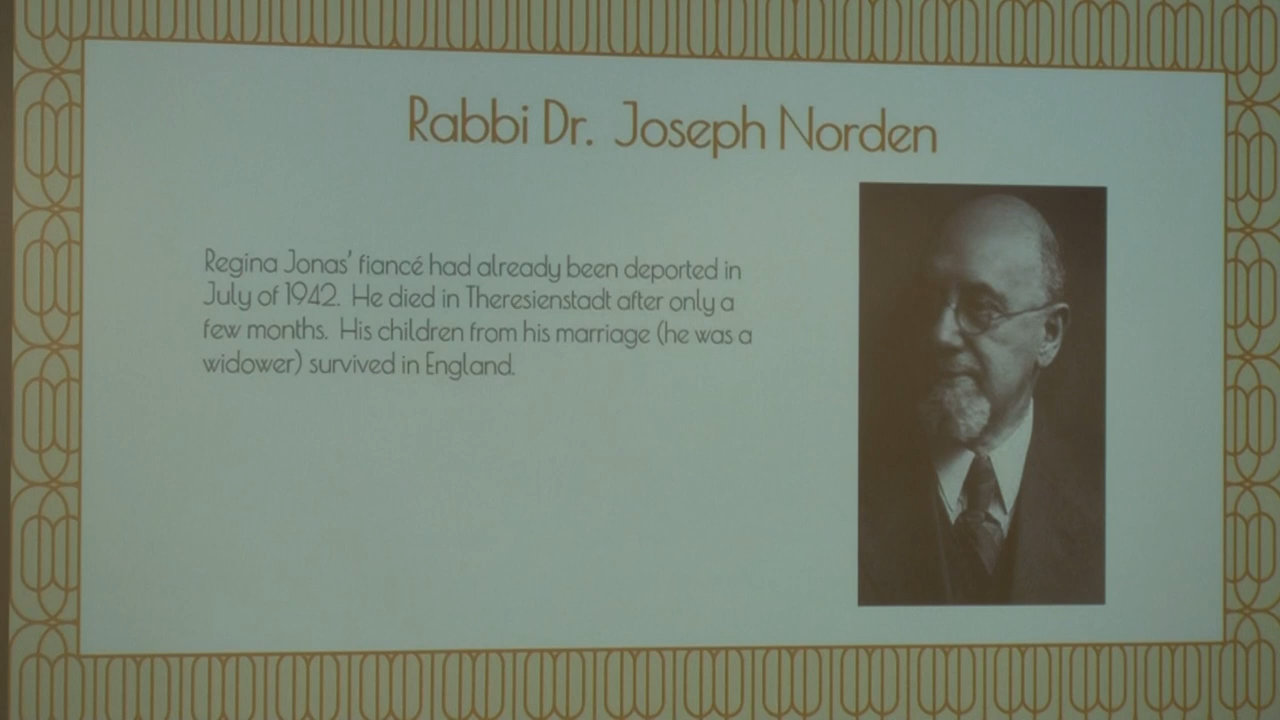 Rabbi Dr. Joseph Norden
Regina Jonas' fiancé had already been deported in
July of 1942. He died in Theresienstadt after only a
few months. His children from his marriage (he was a
widower) survived in England.